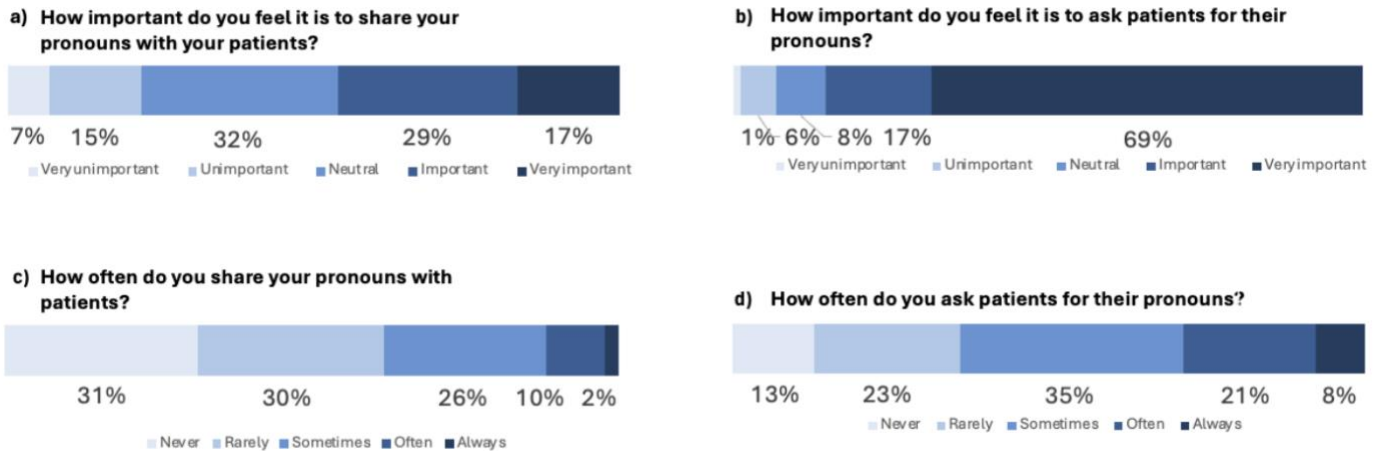 a) How important do you feel it is to share your
pronouns with your patients?
7% 15% 32% 29% 17%
Very unimportant Unimportant Neutral Important Very important
b) How important do you feel it is to ask patients for their
pronouns?
1% 6% 8% 17% 69%
Very unimportant Unimportant Neutral Important Very important
c) How often do you share your pronouns with
patients?
31% 30% 26% 10% 2%
Never Rarely Sometimes Often Always
d) How often do you ask patients for their pronouns?
13% 23% 35% 21% 8%
Never Rarely Sometimes Often Always